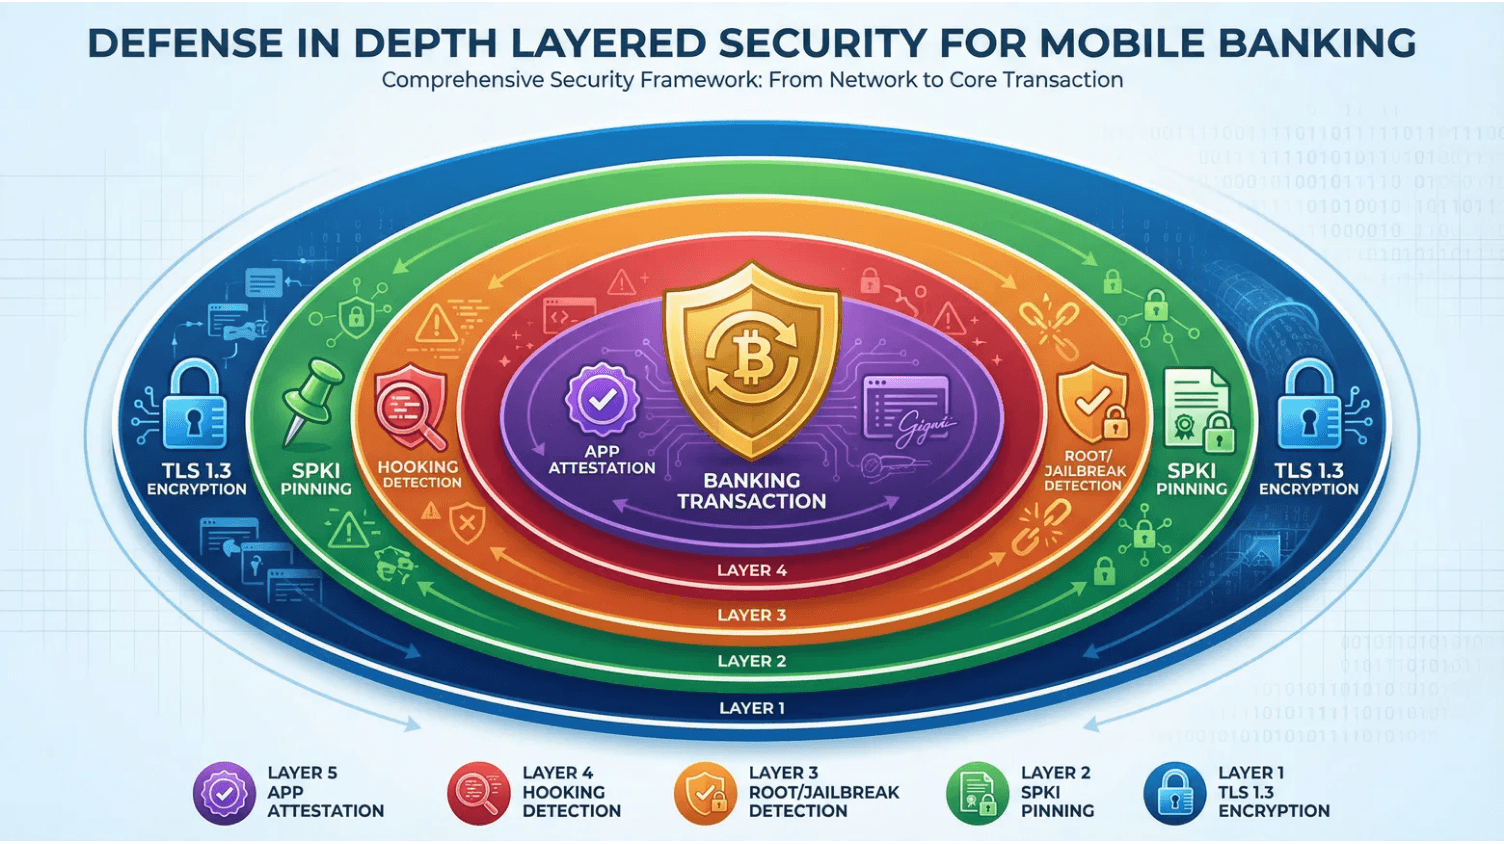 DEFENSE IN DEPTH LAYERED SECURITY FOR MOBILE BANKING
Comprehensive Security Framework: From Network to Core Transaction
TLS 1.3
ENCRYPTION
SPKI
PINNING
HOOKING
DETECTION
APP
ATTESTATION
BANKING
TRANSACTION
ROOT/
JAILBREAK
DETECTION
SPKI
PINNING
TLS 1.3
ENCRYPTION
LAYER 4
LAYER 3
LAYER 2
LAYER 1
LAYER 5
APP
ATTESTATION
LAYER 4
HOOKING
DETECTION
LAYER 3
ROOT/JAILBREAK
DETECTION
LAYER 2
SPKI
PINNING
LAYER 1
TLS 1.3
ENCRYPTION